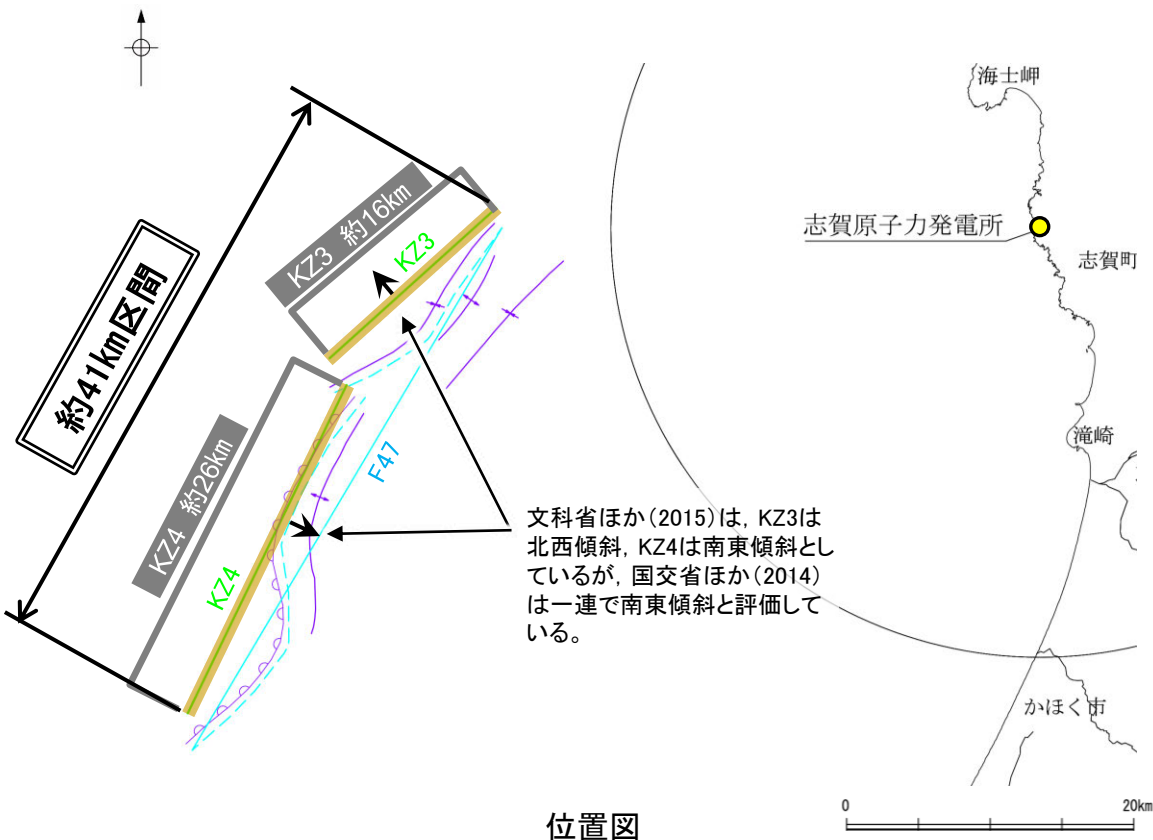 海士岬
志賀原子力発電所
志賀町
約41km区間
KZ3 約16km
KZ3
KZ4 約26km
KZ4
F47
滝崎
文科省ほか(2015)は,KZ3は
北西傾斜,KZ4は南東傾斜とし
ているが,国交省ほか(2014)
は一連で南東傾斜と評価して
いる。
かほく市
位置図
0
20km